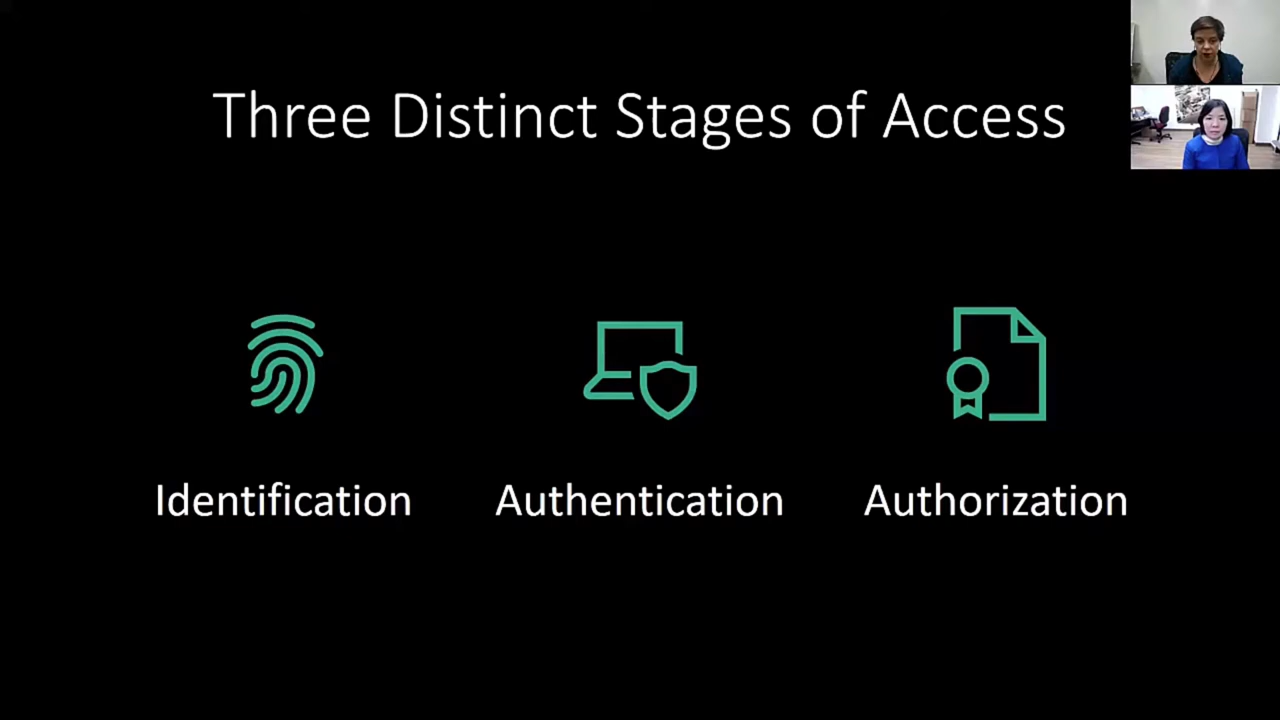 Three Distinct Stages of Access
Identification
Authentication
Authorization